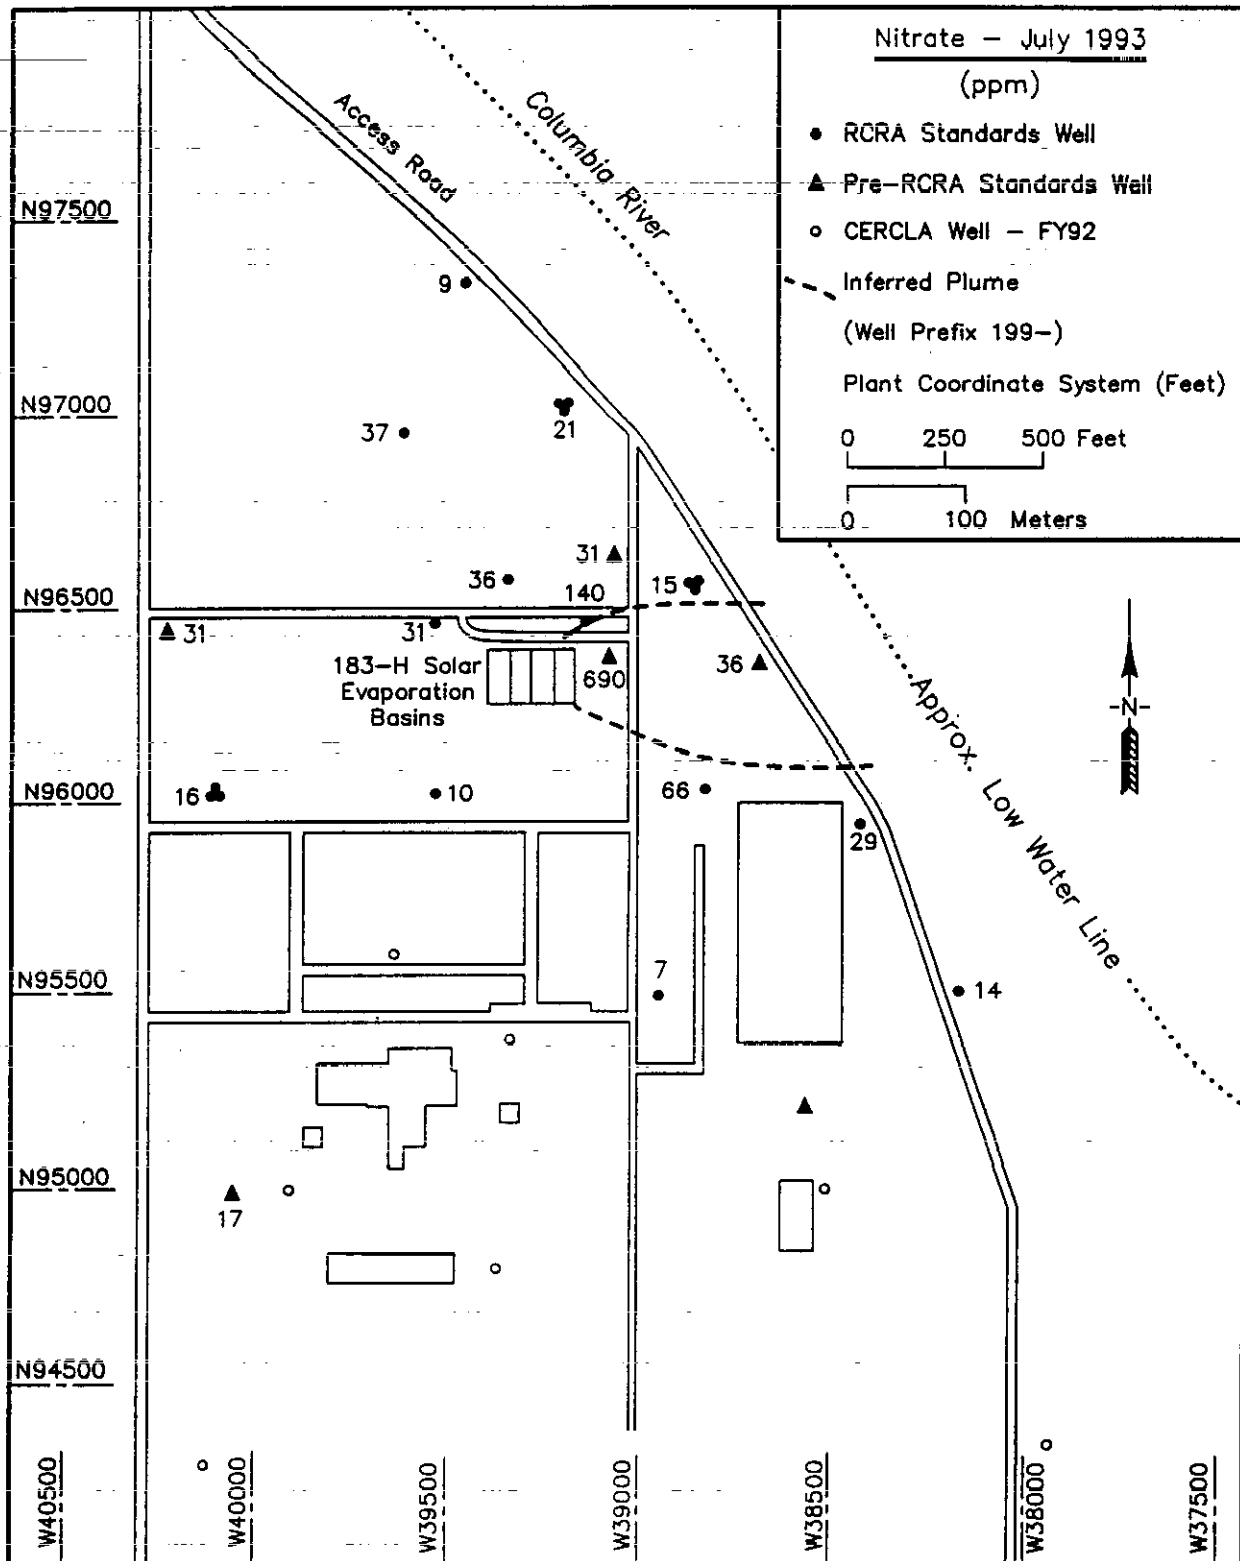 Nitrate – July 1993
(ppm)
RCRA Standards Well
Pre-RCRA Standards Well
CERCLA Well – FY92
Inferred Plume
(Well Prefix 199-)
Plant Coordinate System (Feet)
0 250 500 Feet
0 100 Meters
Access Road
Columbia River
N97500
9
N97000
37
21
31
36
140
15
N96500
31
31
183-H Solar
Evaporation
Basins
690
36
Approx. Low Water Line
-N-
16
10
66
N96000
29
7
N95500
14
N95000
17
N94500
W40500
W40000
W39500
W39000
W38500
W38000
W37500